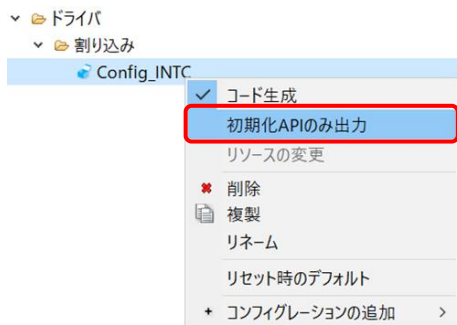 ドライバ
割り込み
Config_INTC
コード生成
初期化APIのみ出力
リソースの変更
削除
複製
リネーム
リセット時のデフォルト
コンフィグレーションの追加